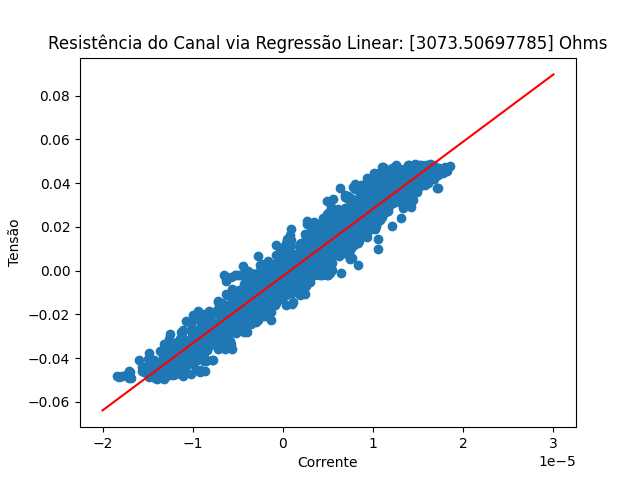 Resistência do Canal via Regressão Linear: [3073.50697785] Ohms
Tensão
0.08
0.06
0.04
0.02
0.00
−0.02
−0.04
−0.06
−2 −1 0 1 2 3
1e−5
Corrente